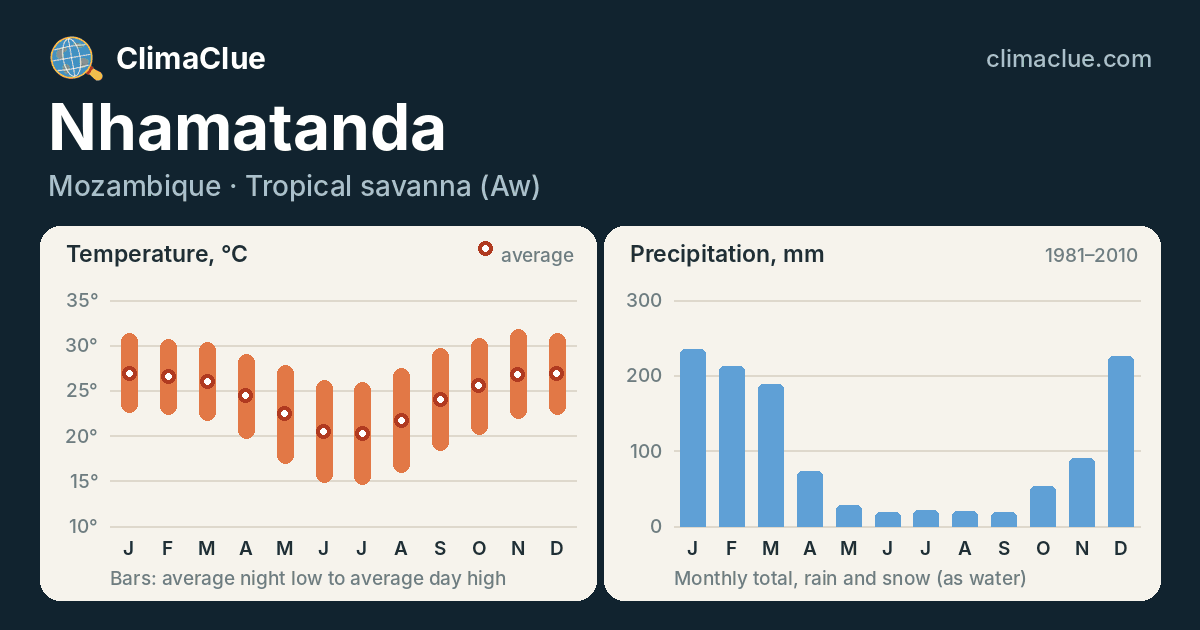 ClimaClue
climaclue.com
Nhamatanda
Mozambique · Tropical savanna (Aw)
Temperature, °C
average
35°
30°
25°
20°
15°
10°
J F M A M J J A S O N D
Bars: average night low to average day high
Precipitation, mm
1981–2010
300
200
100
0
J F M A M J J A S O N D
Monthly total, rain and snow (as water)